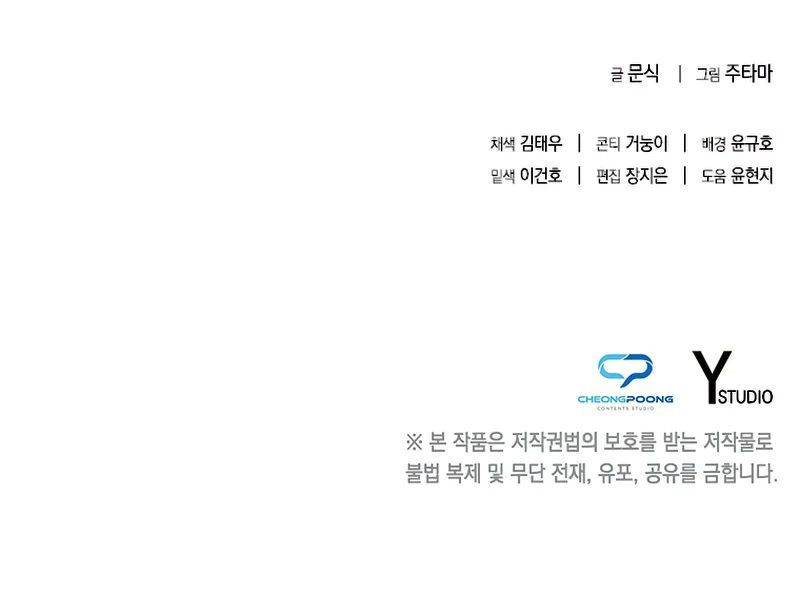 글 문식 | 그림 주타마
채색 김태우 | 콘티 거눙이 | 배경 윤규호
밑색 이건호 | 편집 장지은 | 도움 윤현지
CHEONGPOONG
CONTENTS STUDIO
Y STUDIO
※ 본 작품은 저작권법의 보호를 받는 저작물로
불법 복제 및 무단 전재, 유포, 공유를 금합니다.